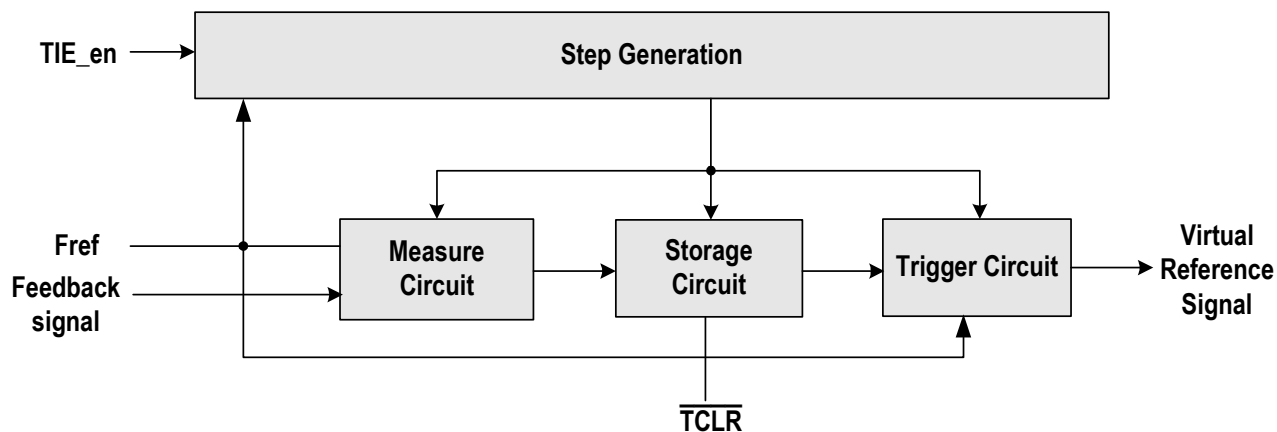 TIE_en
Step Generation
Fref
Feedback
signal
Measure
Circuit
Storage
Circuit
Trigger Circuit
Virtual
Reference
Signal
TCLR